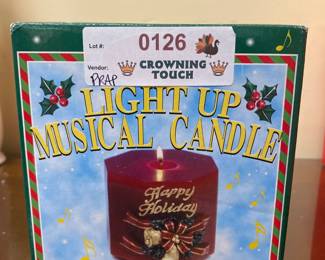 Lot #:
0126
Vendor:
PRAP
CROWNING
TOUCH
LIGHT UP
MUSICAL CANDLE
Happy
Holiday